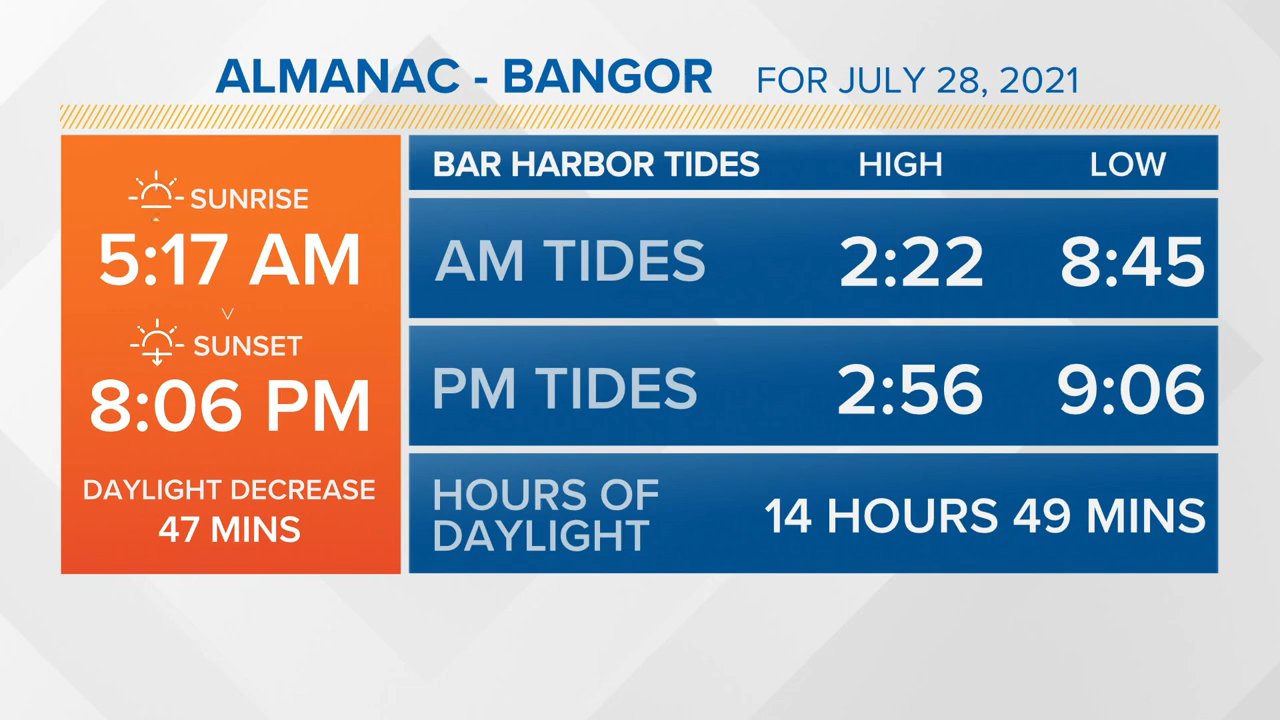 ALMANAC - BANGOR FOR JULY 28, 2021
SUNRISE
5:17 AM
SUNSET
8:06 PM
DAYLIGHT DECREASE
47 MINS
BAR HARBOR TIDES HIGH LOW
AM TIDES 2:22 8:45
PM TIDES 2:56 9:06
HOURS OF
DAYLIGHT 14 HOURS 49 MINS